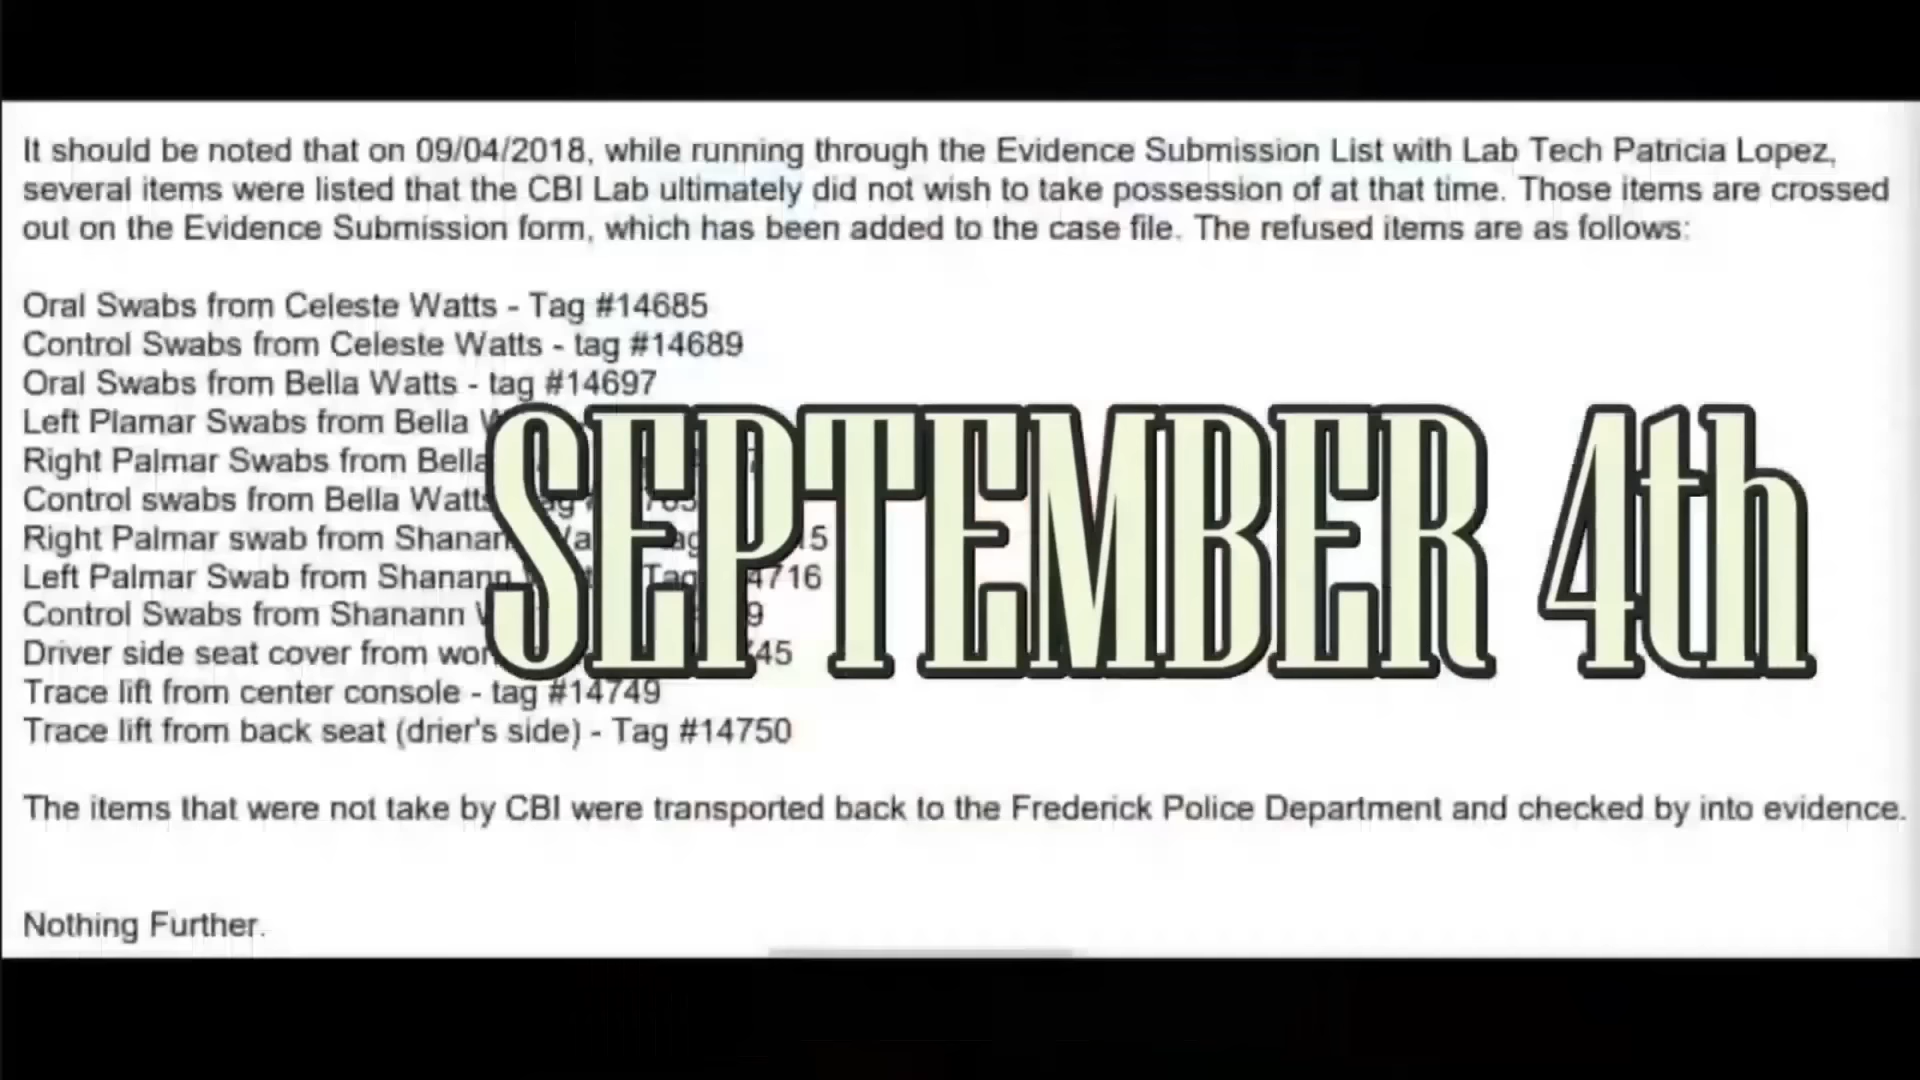 It should be noted that on 09/04/2018, while running through the Evidence Submission List with Lab Tech Patricia Lopez,
several items were listed that the CBI Lab ultimately did not wish to take possession of at that time. Those items are crossed
out on the Evidence Submission form, which has been added to the case file. The refused items are as follows:
Oral Swabs from Celeste Watts - Tag #14685
Control Swabs from Celeste Watts - tag #14689
Oral Swabs from Bella Watts - tag #14697
Left Plamar Swabs from Bella
Right Palmar Swabs from Bella
Control swabs from Bella Watts
Right Palmar swab from
Left Palmar Swab from Shanann
Control Swabs from Shanann
Driver side seat cover from
Trace lift from center console - tag #14749
Trace lift from back seat (drier's side) - Tag #14750
SEPTEMBER 4th
The items that were not take by CBI were transported back to the Frederick Police Department and checked by into evidence.
Nothing Further.